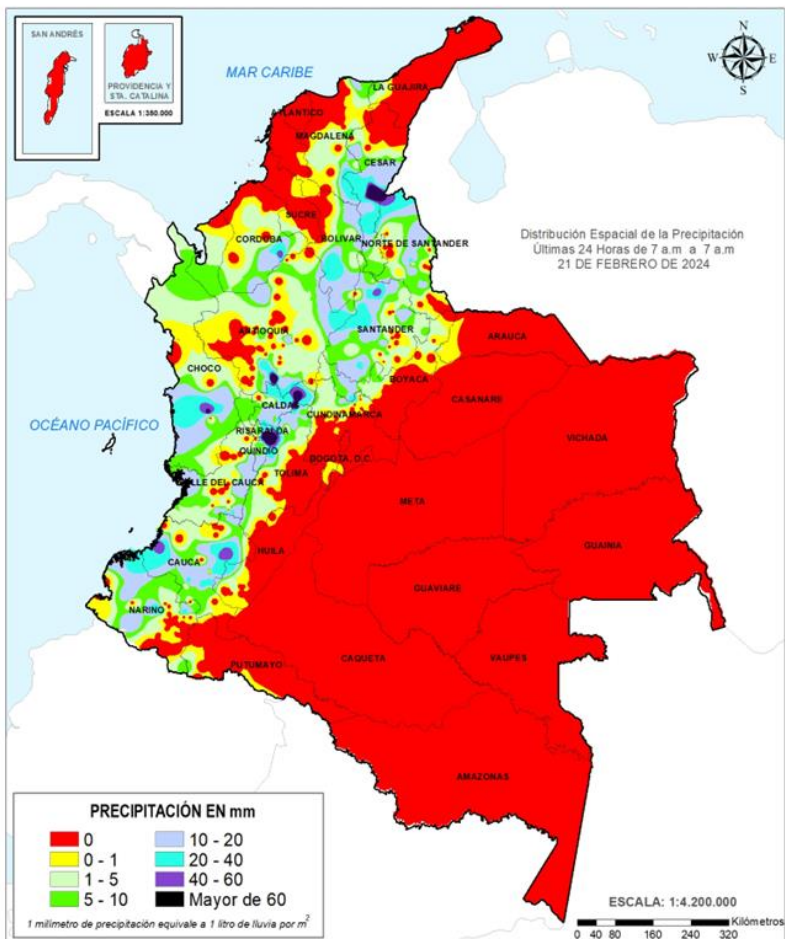 SAN ANDRÉS
PROVIDENCIA Y
STA. CATALINA
ESCALA 1:380.000
MAR CARIBE
N
W E
S
LA GUAJIRA
ATLANTICO
MAGDALENA
CESAR
SUCRE
CORDOBA
BOLIVAR
NORTE DE SANTANDER
Distribución Espacial de la Precipitación
Últimas 24 Horas de 7 a.m a 7 a.m
21 DE FEBRERO DE 2024
ANTIOQUIA
SANTANDER
ARAUCA
CHOCO
BOYACA
CASANARE
CALDAS
CUNDINAMARCA
OCÉANO PACÍFICO
RISARALDA
VICHADA
QUINDIO
BOGOTA, D.C.
TOLIMA
VALLE DEL CAUCA
META
HUILA
GUAINIA
CAUCA
GUAVIARE
NARIÑO
PUTUMAYO
CAQUETA
VAUPES
AMAZONAS
PRECIPITACIÓN EN mm
0
0 - 1
1 - 5
5 - 10
10 - 20
20 - 40
40 - 60
Mayor de 60
1 milímetro de precipitación equivale a 1 litro de lluvia por m²
ESCALA: 1:4.200.000
Kilómetros
0 40 80 160 240 320